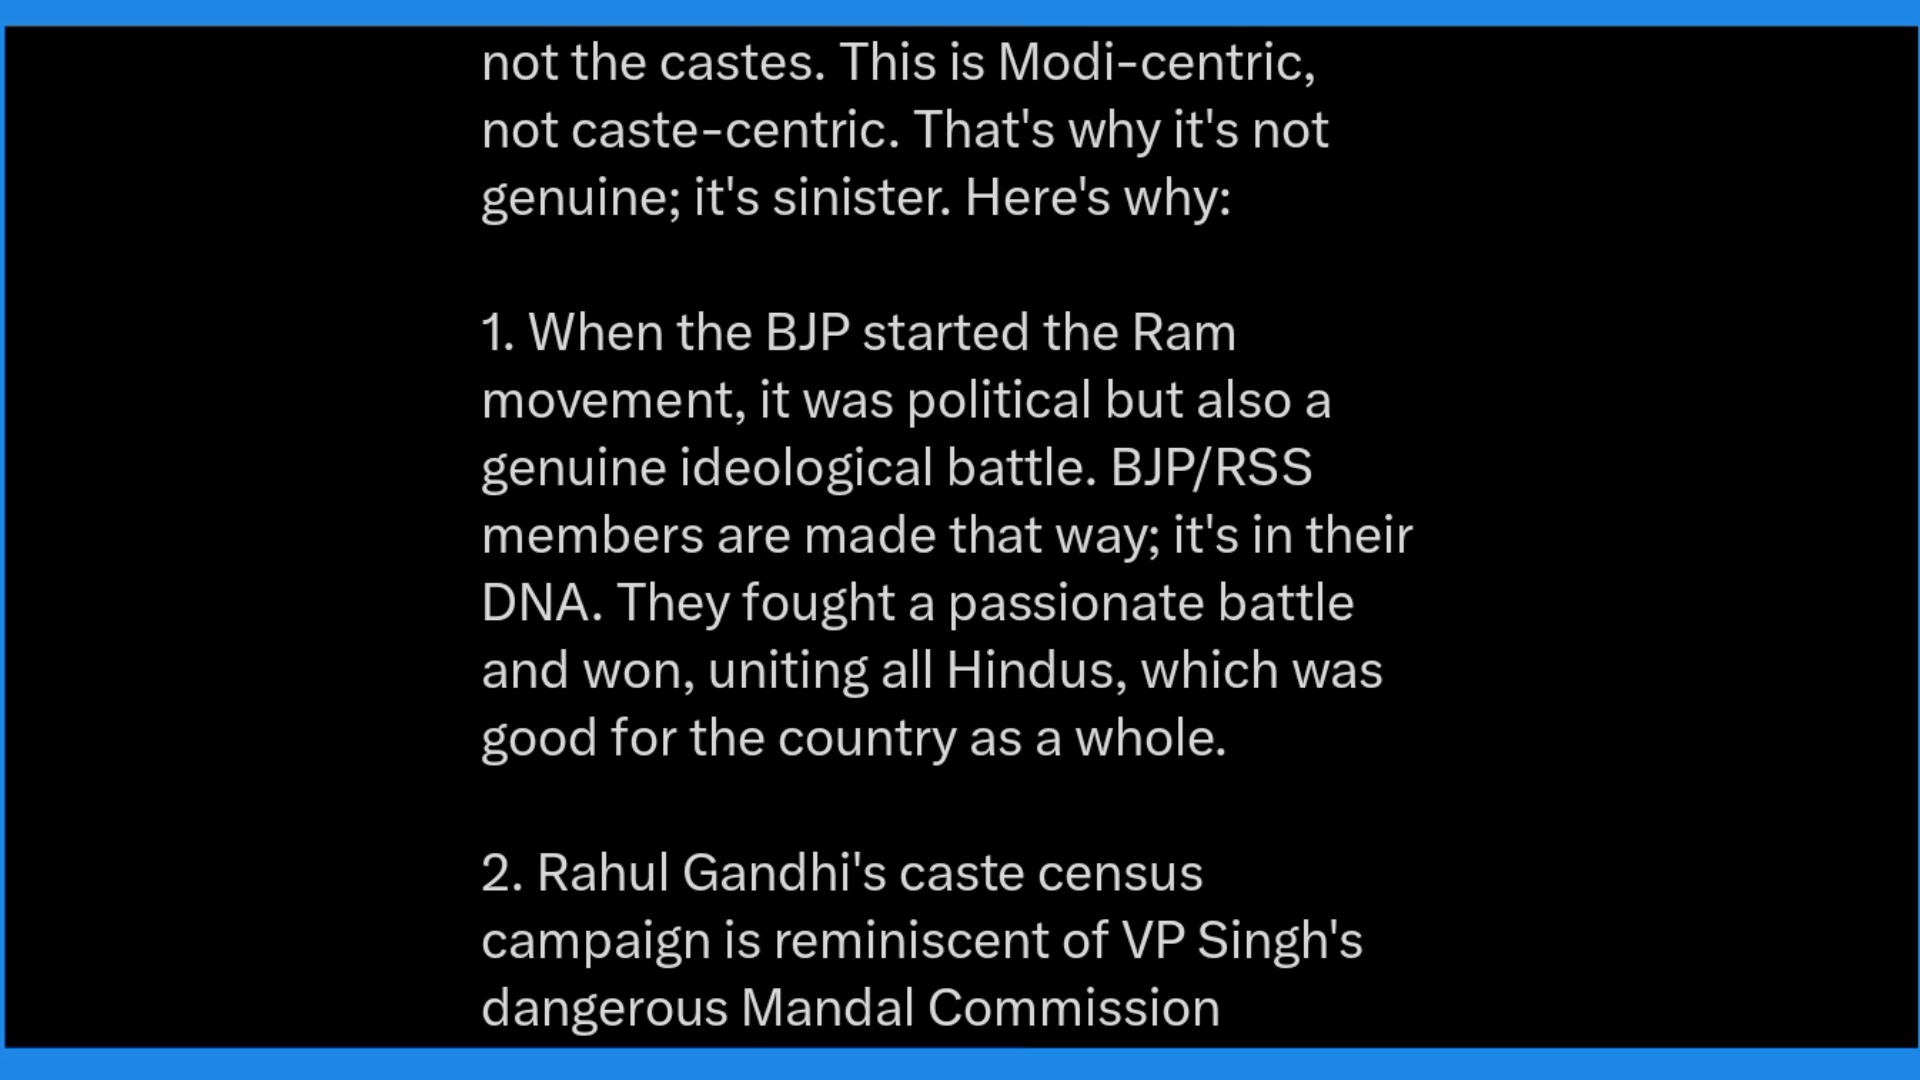 not the castes. This is Modi-centric,
not caste-centric. That's why it's not
genuine; it's sinister. Here's why:
1. When the BJP started the Ram
movement, it was political but also a
genuine ideological battle. BJP/RSS
members are made that way; it's in their
DNA. They fought a passionate battle
and won, uniting all Hindus, which was
good for the country as a whole.
2. Rahul Gandhi's caste census
campaign is reminiscent of VP Singh's
dangerous Mandal Commission